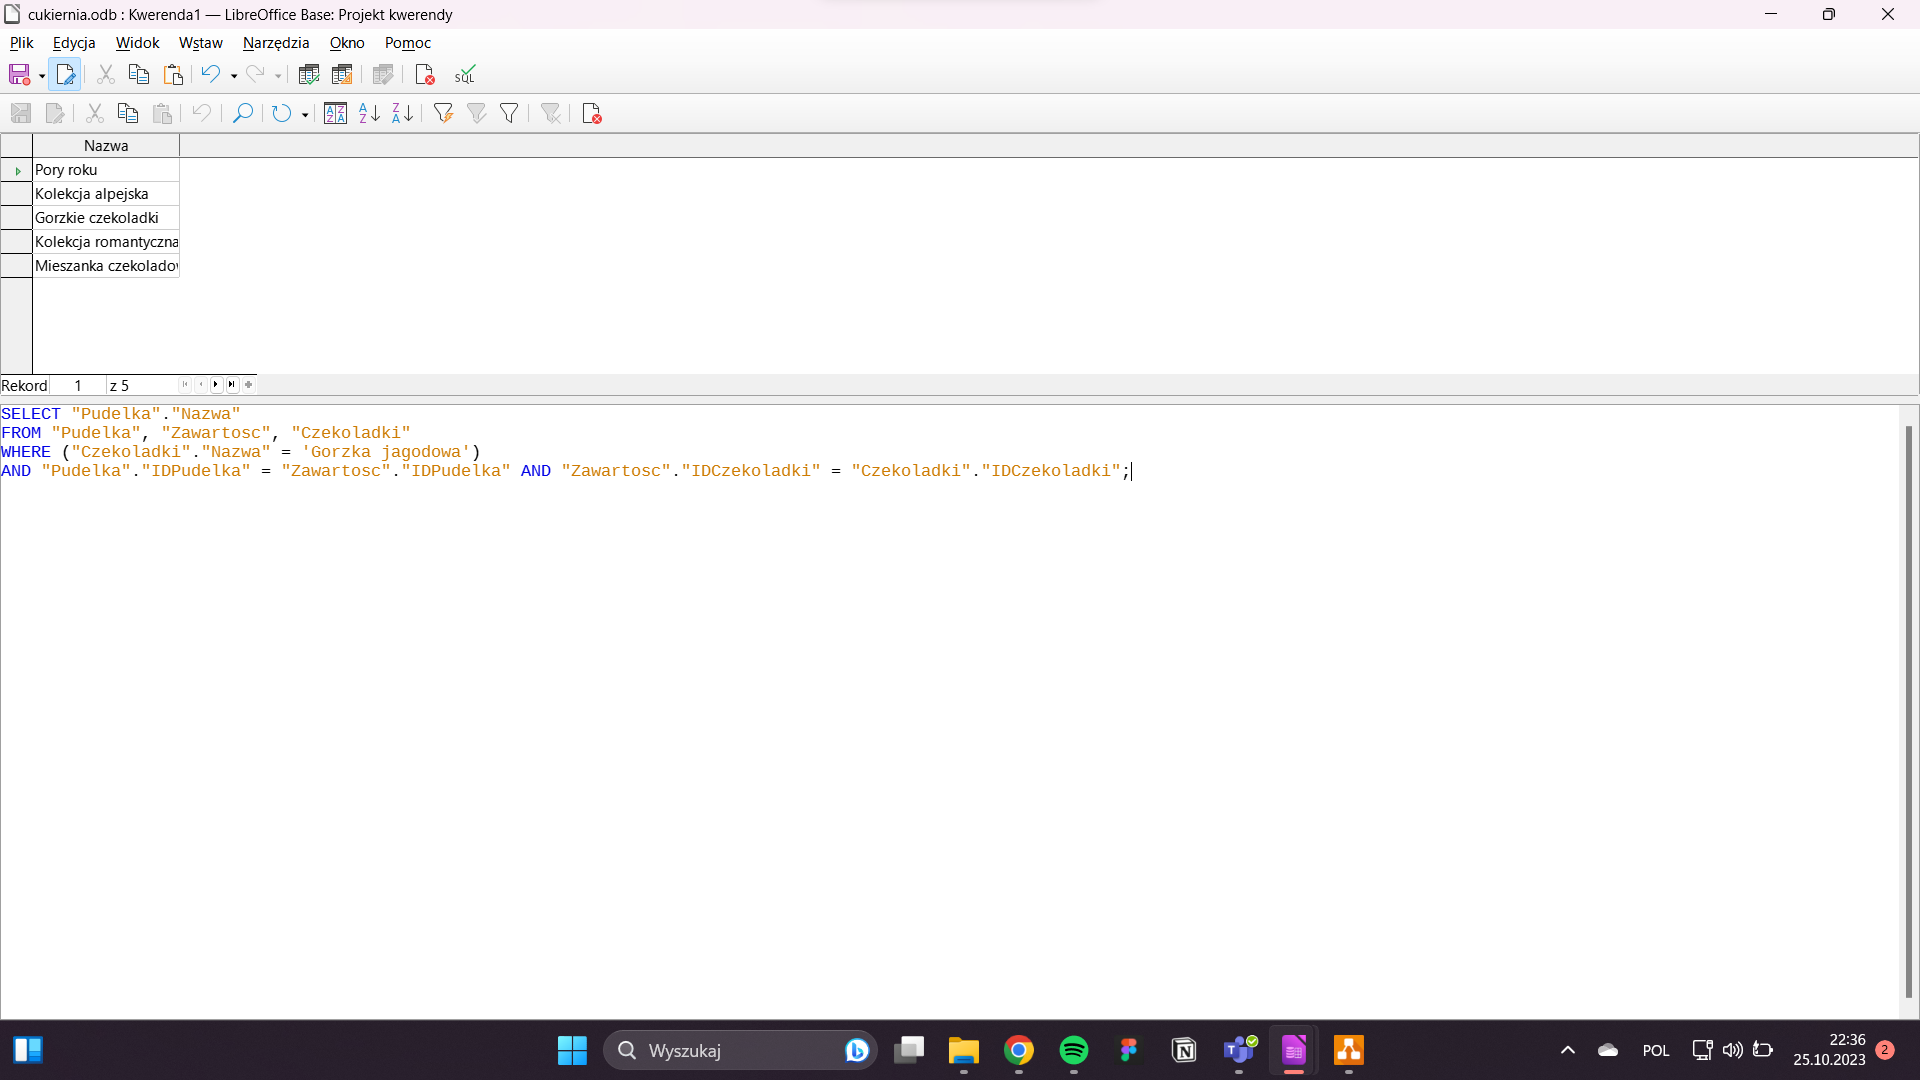 cukiernia.odb : Kwerenda1 — LibreOffice Base: Projekt kwerendy
Plik Edycja Widok Wstaw Narzędzia Okno Pomoc
SQL
Nazwa
Pory roku
Kolekcja alpejska
Gorzkie czekoladki
Kolekcja romantyczna
Mieszanka czekolado
Rekord 1 z 5
SELECT "Pudelka"."Nazwa"
FROM "Pudelka", "Zawartosc", "Czekoladki"
WHERE ("Czekoladki"."Nazwa" = 'Gorzka jagodowa')
AND "Pudelka"."IDPudelka" = "Zawartosc"."IDPudelka" AND "Zawartosc"."IDCzekoladki" = "Czekoladki"."IDCzekoladki";
Wyszukaj
POL
22:36
25.10.2023
2